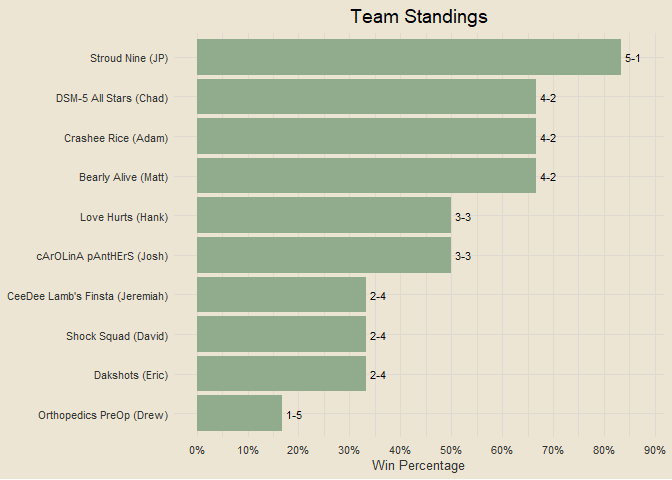 Team Standings
Stroud Nine (JP) 5-1
DSM-5 All Stars (Chad) 4-2
Crashee Rice (Adam) 4-2
Bearly Alive (Matt) 4-2
Love Hurts (Hank) 3-3
cArOLinA pAntHErS (Josh) 3-3
CeeDee Lamb's Finsta (Jeremiah) 2-4
Shock Squad (David) 2-4
Dakshots (Eric) 2-4
Orthopedics PreOp (Drew) 1-5
0% 10% 20% 30% 40% 50% 60% 70% 80% 90%
Win Percentage